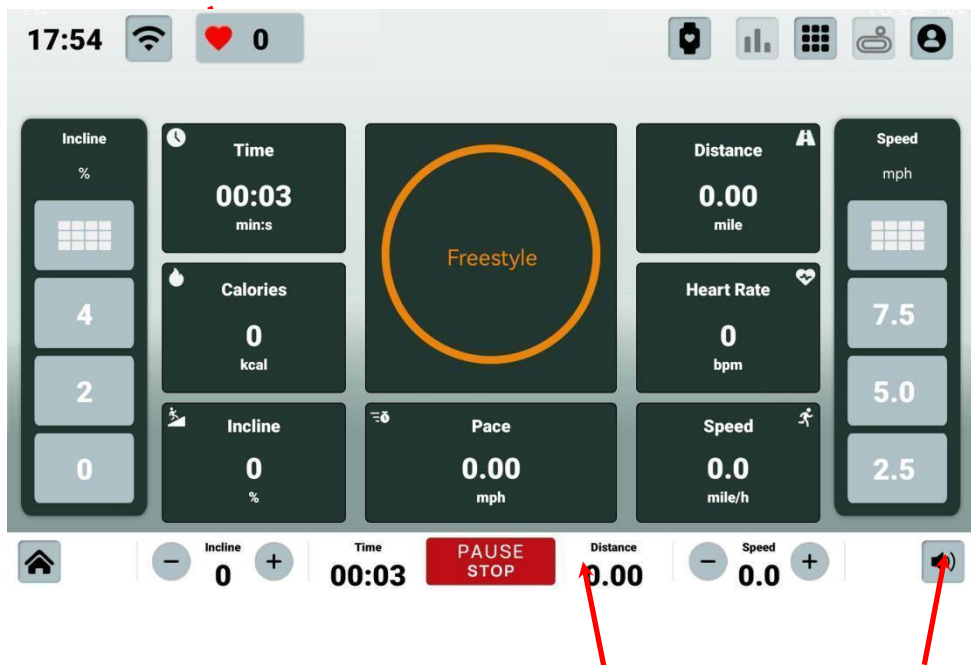 17:54
0
Incline
%
4
2
0
Time
00:03
min:s
Calories
0
kcal
Incline
0
%
Freestyle
Pace
0.00
mph
Distance
0.00
mile
Heart Rate
0
bpm
Speed
0.0
mile/h
Speed
mph
7.5
5.0
2.5
Incline
0
Time
00:03
PAUSE
STOP
Distance
0.00
Speed
0.0